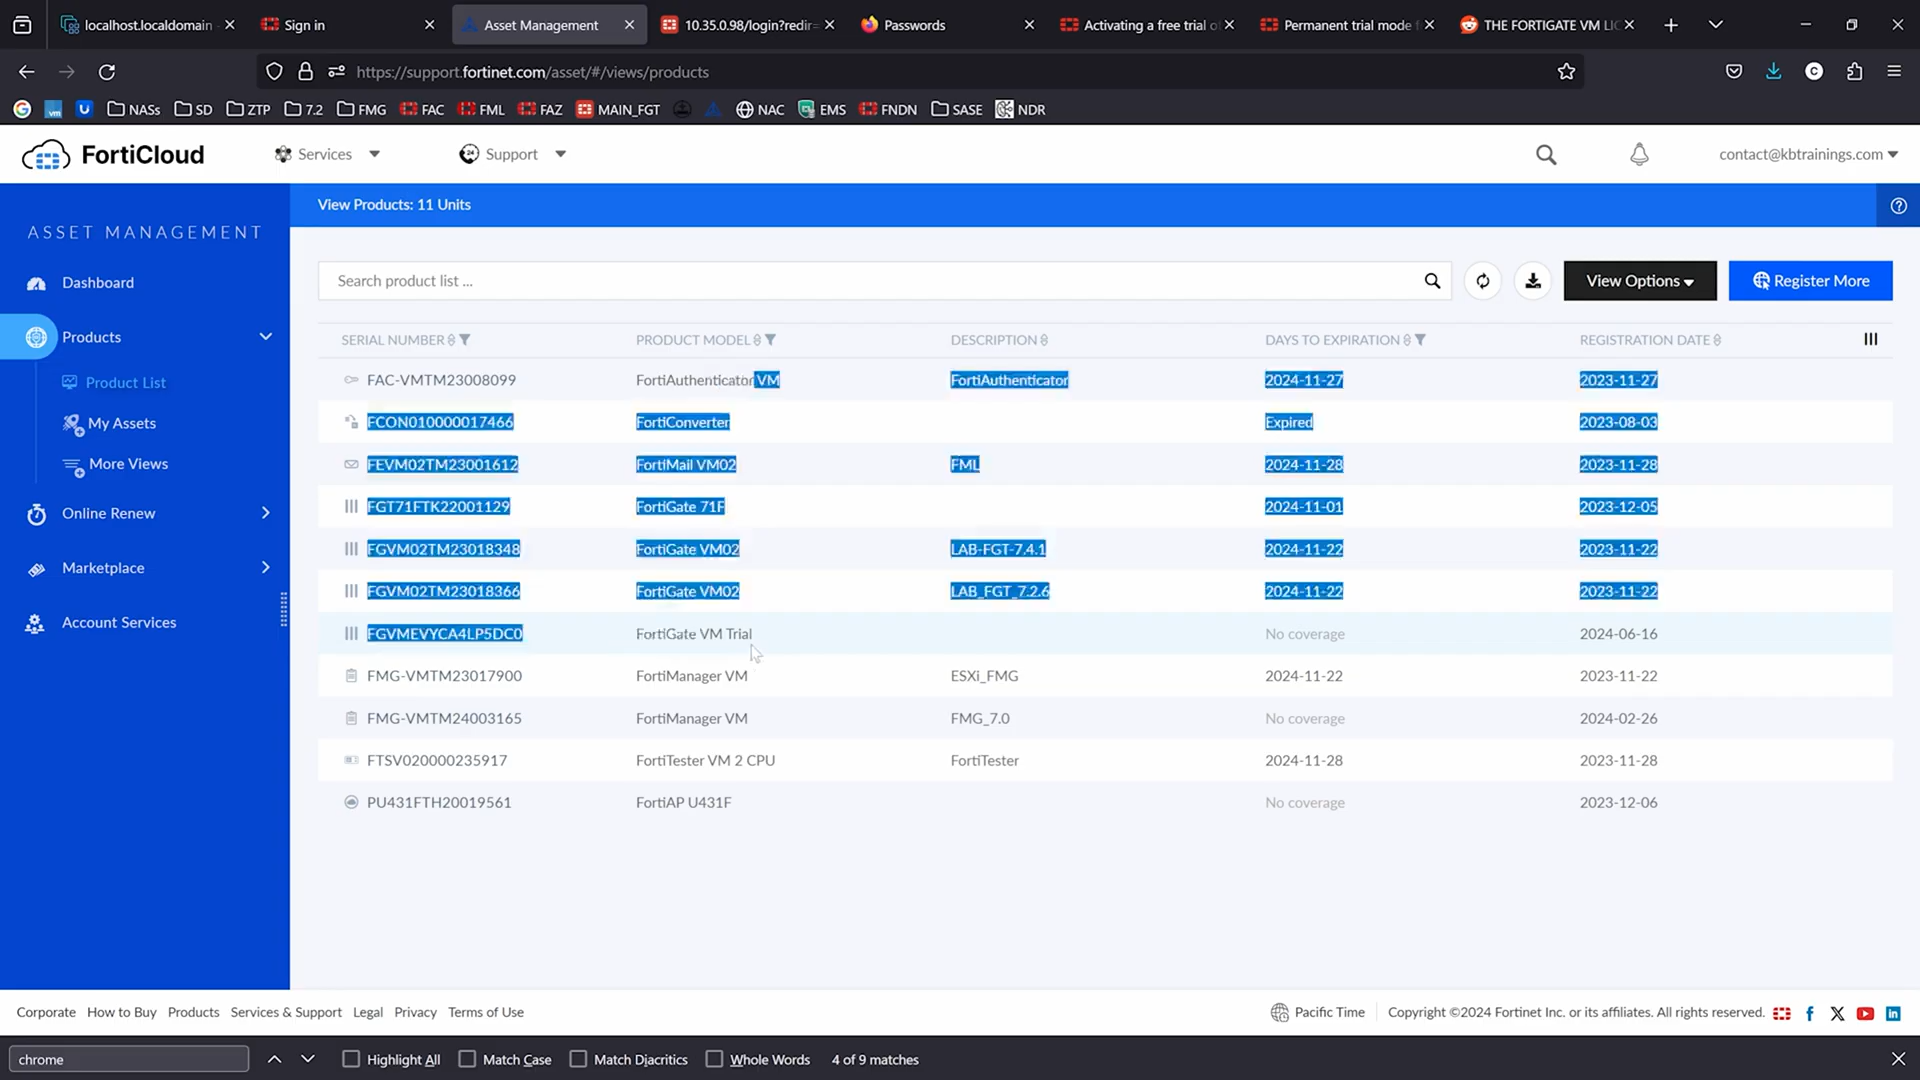 localhost.localdomain
Sign in
Asset Management
10.35.0.98/login?redir=
Passwords
Activating a free trial o
Permanent trial mode f
THE FORTIGATE VM LIC
https://support.fortinet.com/asset/#/views/products
NASs SD ZTP 7.2 FMG FAC FML FAZ MAIN_FGT NAC EMS FNDN SASE NDR
FortiCloud
Services
Support
contact@kbtrainings.com
View Products: 11 Units
ASSET MANAGEMENT
Dashboard
Products
Product List
My Assets
More Views
Online Renew
Marketplace
Account Services
Search product list ...
View Options
Register More
SERIAL NUMBER PRODUCT MODEL DESCRIPTION DAYS TO EXPIRATION REGISTRATION DATE
FAC-VMTM23008099 FortiAuthenticator VM FortiAuthenticator 2024-11-27 2023-11-27
FCON010000017466 FortiConverter Expired 2023-08-03
FEVM02TM23001612 FortiMail VM02 FML 2024-11-28 2023-11-28
FGT71FTK22001129 FortiGate 71F 2024-11-01 2023-12-05
FGVM02TM23018348 FortiGate VM02 LAB-FGT-7.4.1 2024-11-22 2023-11-22
FGVM02TM23018366 FortiGate VM02 LAB_FGT_7.2.6 2024-11-22 2023-11-22
FGVMEVYCA4LP5DC0 FortiGate VM Trial No coverage 2024-06-16
FMG-VMTM23017900 FortiManager VM ESXi_FMG 2024-11-22 2023-11-22
FMG-VMTM24003165 FortiManager VM FMG_7.0 No coverage 2024-02-26
FTSV020000235917 FortiTester VM 2 CPU FortiTester 2024-11-28 2023-11-28
PU431FTH20019561 FortiAP U431F No coverage 2023-12-06
Corporate How to Buy Products Services & Support Legal Privacy Terms of Use
Pacific Time
Copyright ©2024 Fortinet Inc. or its affiliates. All rights reserved.
chrome
Highlight All Match Case Match Diacritics Whole Words 4 of 9 matches